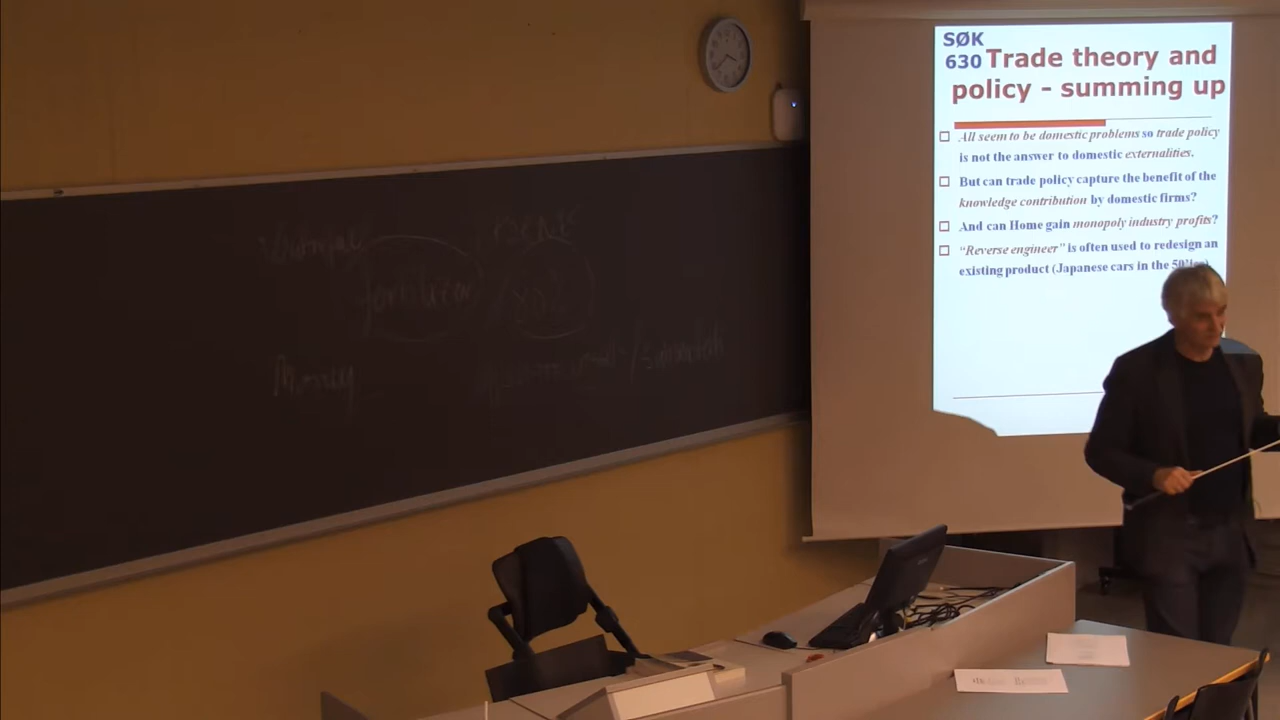 SØK
630 Trade theory and
policy - summing up
All seem to be domestic problems so trade policy
is not the answer to domestic externalities.
But can trade policy capture the benefit of the
knowledge contribution by domestic firms?
And can Home gain monopoly industry profits?
"Reverse engineer" is often used to redesign an
existing product (Japanese cars in the 50'ies)
Money